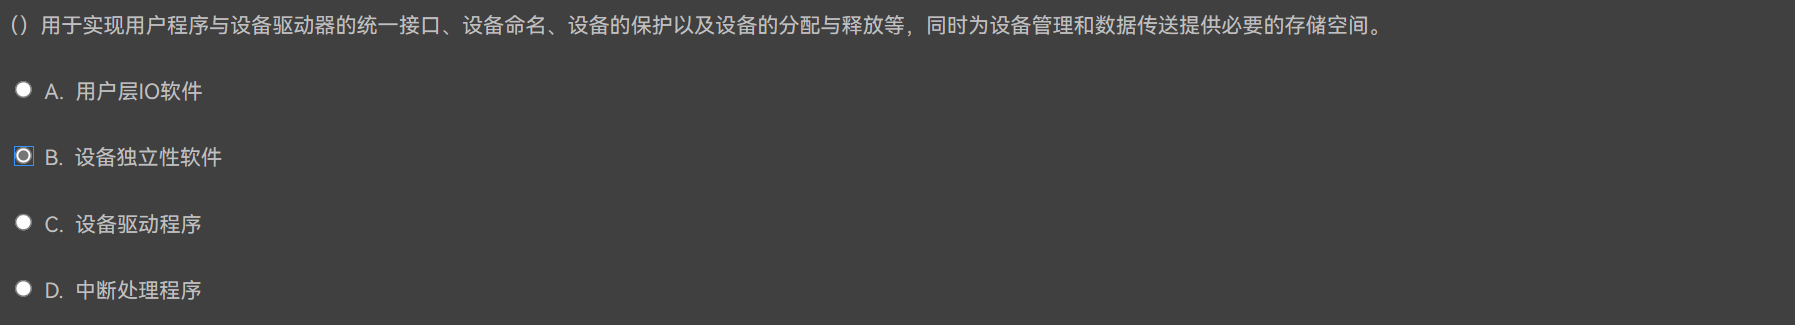 ()用于实现用户程序与设备驱动器的统一接口、设备命名、设备的保护以及设备的分配与释放等，同时为设备管理和数据传送提供必要的存储空间。
A. 用户层IO软件
B. 设备独立性软件
C. 设备驱动程序
D. 中断处理程序